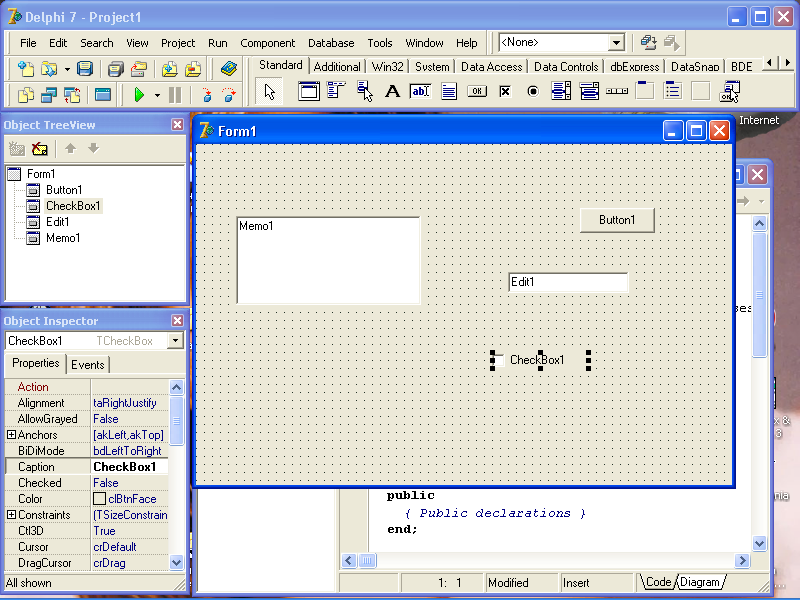 Delphi 7 - Project1
File Edit Search View Project Run Component Database Tools Window Help
<None>
Standard Additional Win32 System Data Access Data Controls dbExpress DataSnap BDE
Object TreeView
Form1
Button1
CheckBox1
Edit1
Memo1
Object Inspector
CheckBox1 TCheckBox
Properties Events
Action
Alignment taRightJustify
AllowGrayed False
Anchors [akLeft,akTop]
BiDiMode bdLeftToRight
Caption CheckBox1
Checked False
Color clBtnFace
Constraints (TSizeConstrain
Ctl3D True
Cursor crDefault
DragCursor crDrag
All shown
Form1
Memo1
Button1
Edit1
CheckBox1
Internet
public
{ Public declarations }
end;
1: 1 Modified Insert Code Diagram